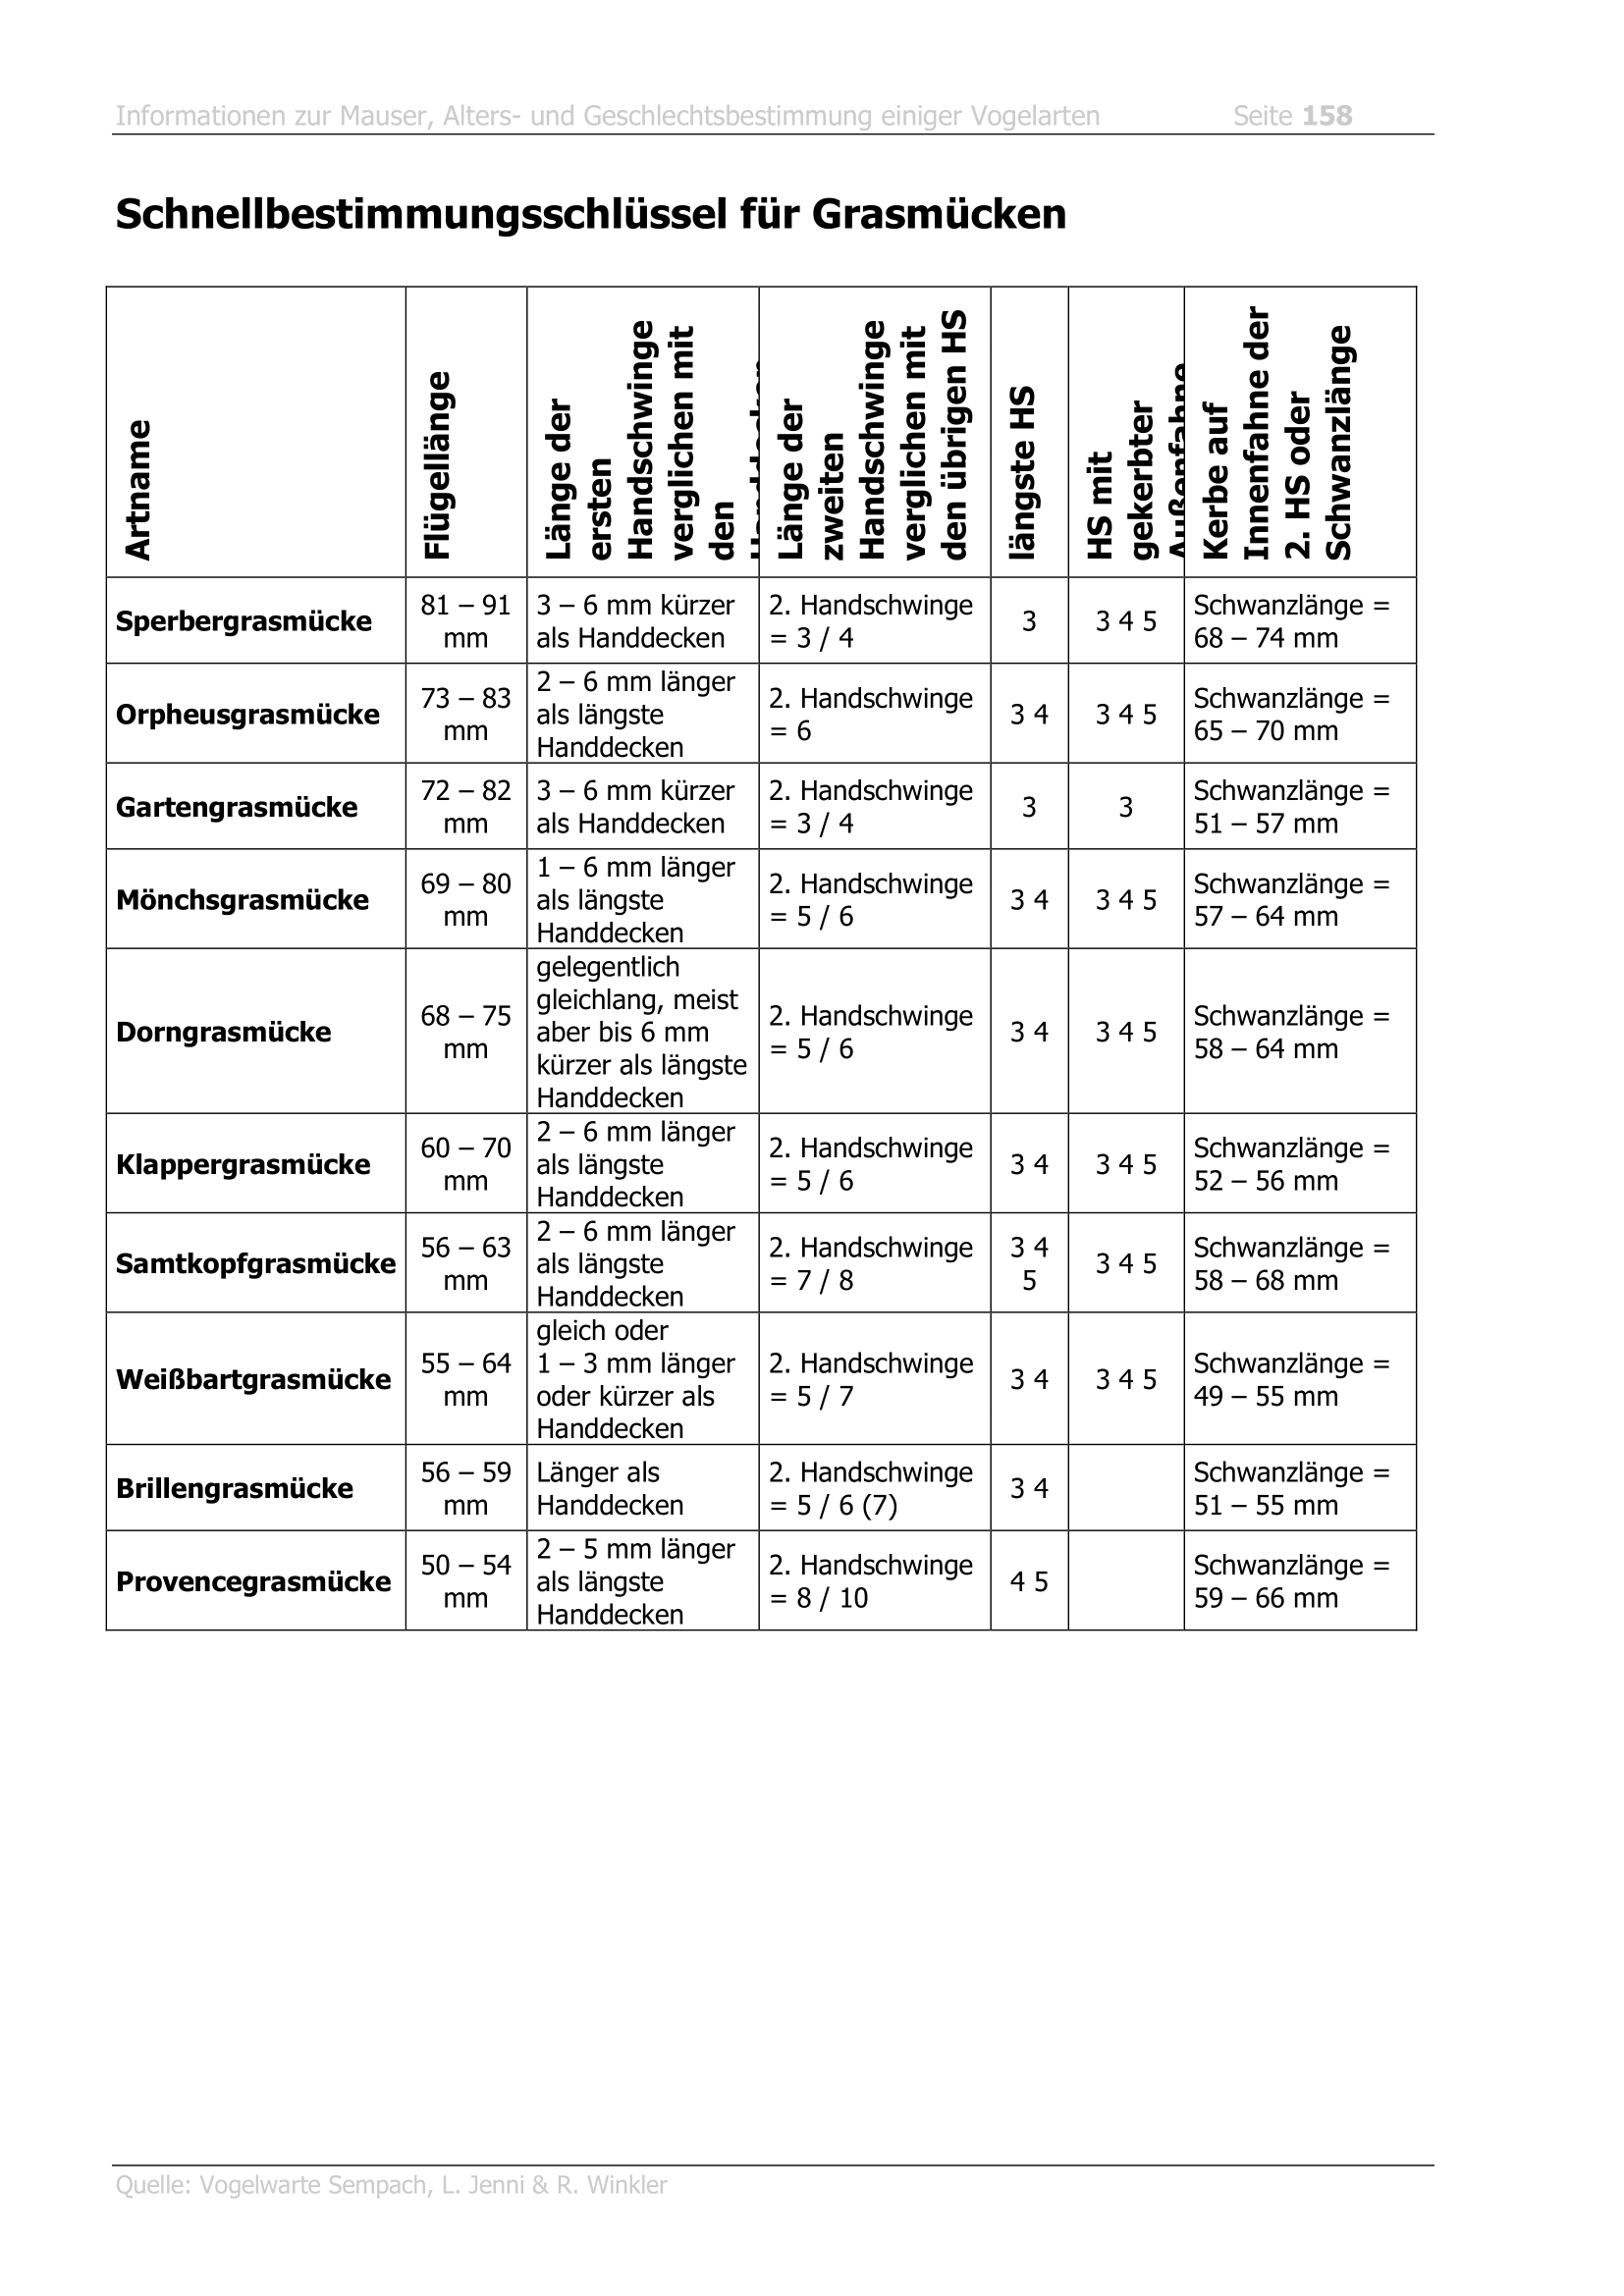 Informationen zur Mauser, Alters- und Geschlechtsbestimmung einiger Vogelarten Seite 158
Schnellbestimmungsschlüssel für Grasmücken
Artname
Flügellänge
Länge der
ersten
Handschwinge
verglichen mit
den
Länge der
zweiten
Handschwinge
verglichen mit
den übrigen HS
längste HS
HS mit
gekerbter
Außenfahne
Kerbe auf
Innenfahne der
2. HS oder
Schwanzlänge
Sperbergrasmücke
81 – 91
mm
3 – 6 mm kürzer
als Handdecken
2. Handschwinge
= 3 / 4
3
3 4 5
Schwanzlänge =
68 – 74 mm
Orpheusgrasmücke
73 – 83
mm
2 – 6 mm länger
als längste
Handdecken
2. Handschwinge
= 6
3 4
3 4 5
Schwanzlänge =
65 – 70 mm
Gartengrasmücke
72 – 82
mm
3 – 6 mm kürzer
als Handdecken
2. Handschwinge
= 3 / 4
3
3
Schwanzlänge =
51 – 57 mm
Mönchsgrasmücke
69 – 80
mm
1 – 6 mm länger
als längste
Handdecken
2. Handschwinge
= 5 / 6
3 4
3 4 5
Schwanzlänge =
57 – 64 mm
Dorngrasmücke
68 – 75
mm
gelegentlich
gleichlang, meist
aber bis 6 mm
kürzer als längste
Handdecken
2. Handschwinge
= 5 / 6
3 4
3 4 5
Schwanzlänge =
58 – 64 mm
Klappergrasmücke
60 – 70
mm
2 – 6 mm länger
als längste
Handdecken
2. Handschwinge
= 5 / 6
3 4
3 4 5
Schwanzlänge =
52 – 56 mm
Samtkopfgrasmücke
56 – 63
mm
2 – 6 mm länger
als längste
Handdecken
2. Handschwinge
= 7 / 8
3 4
5
3 4 5
Schwanzlänge =
58 – 68 mm
Weißbartgrasmücke
55 – 64
mm
gleich oder
1 – 3 mm länger
oder kürzer als
Handdecken
2. Handschwinge
= 5 / 7
3 4
3 4 5
Schwanzlänge =
49 – 55 mm
Brillengrasmücke
56 – 59
mm
Länger als
Handdecken
2. Handschwinge
= 5 / 6 (7)
3 4
Schwanzlänge =
51 – 55 mm
Provencegrasmücke
50 – 54
mm
2 – 5 mm länger
als längste
Handdecken
2. Handschwinge
= 8 / 10
4 5
Schwanzlänge =
59 – 66 mm
Quelle: Vogelwarte Sempach, L. Jenni & R. Winkler